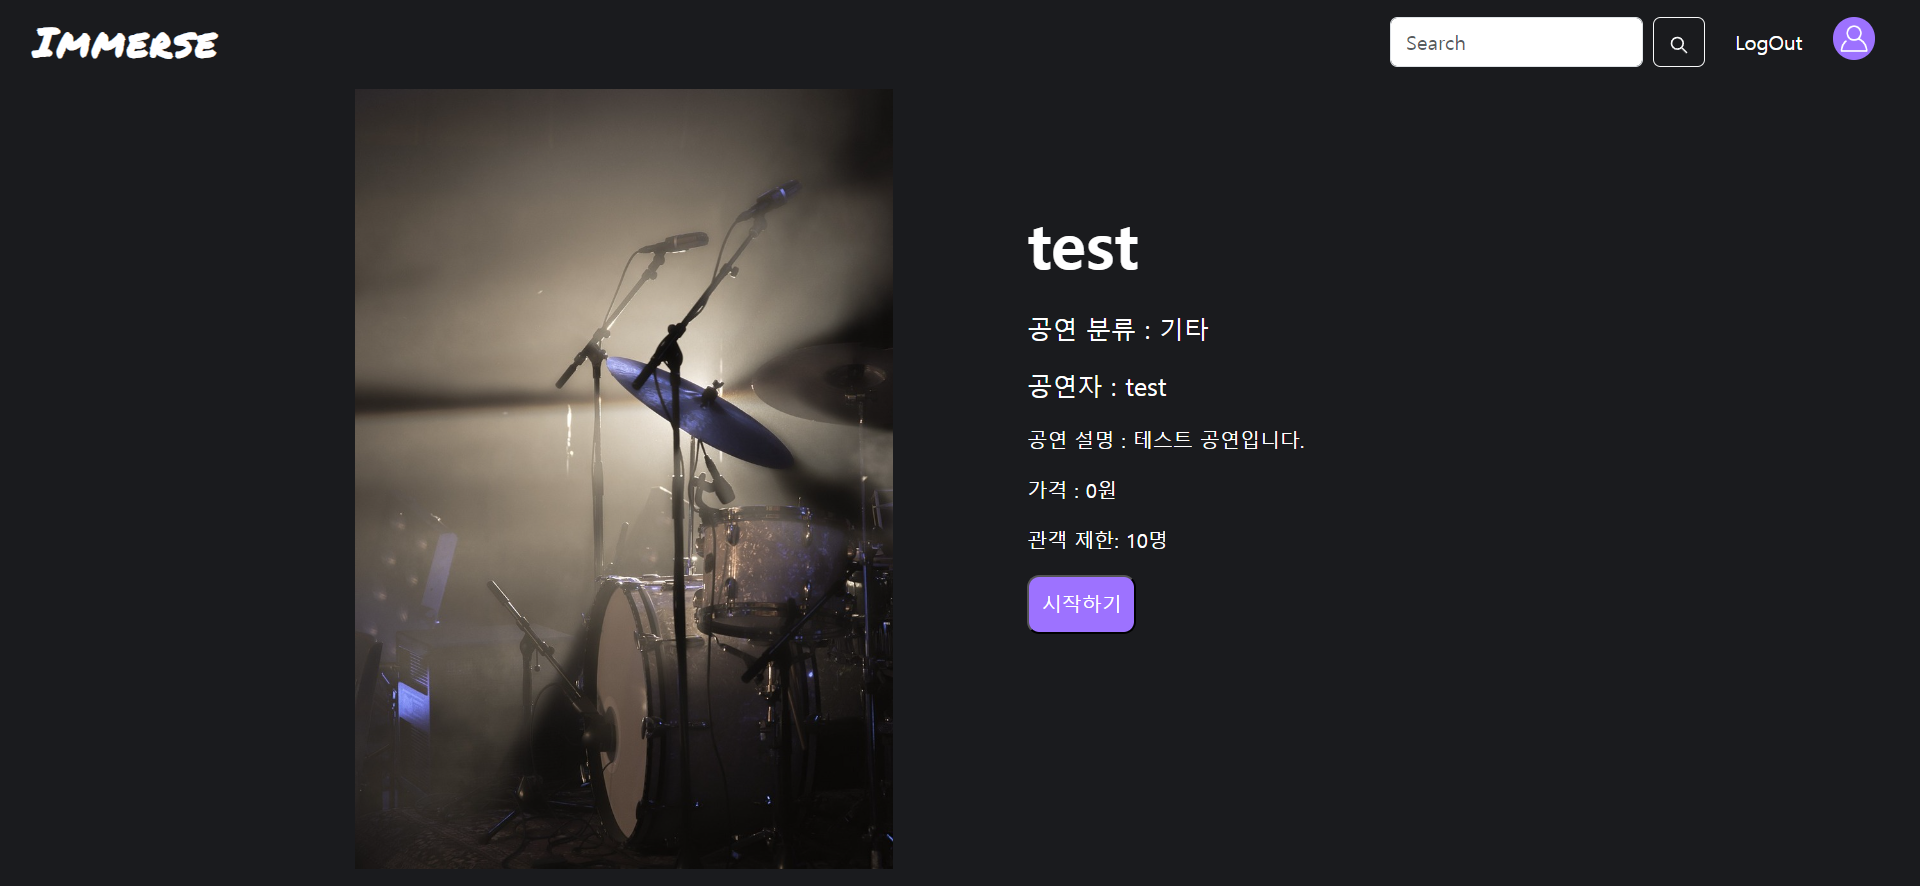 IMMERSE
Search
LogOut
test
공연 분류 : 기타
공연자 : test
공연 설명 : 테스트 공연입니다.
가격 : 0원
관객 제한: 10명
시작하기